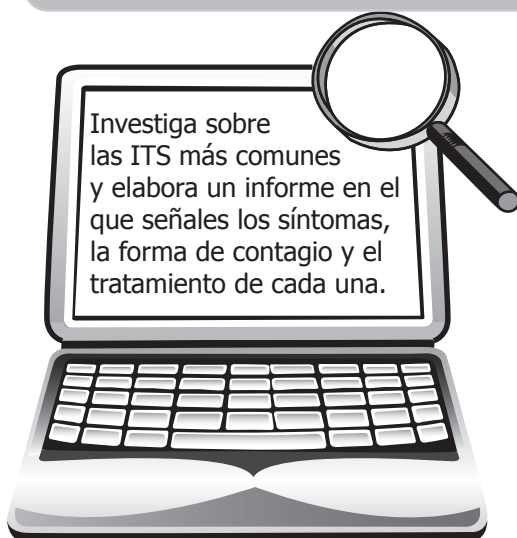 Investiga sobre
las ITS más comunes
y elabora un informe en el
que señales los síntomas,
la forma de contagio y el
tratamiento de cada una.